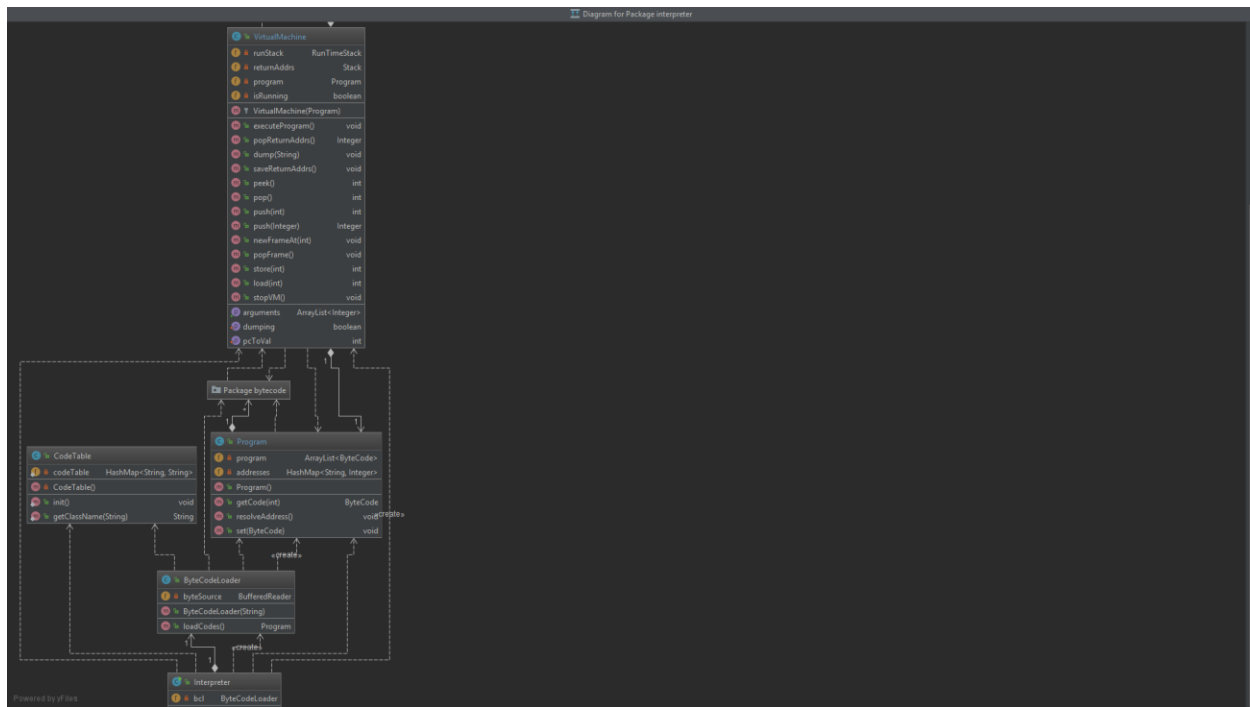 Diagram for Package interpreter
VirtualMachine
runStack RunTimeStack
returnAddrs Stack
program Program
isRunning boolean
VirtualMachine(Program)
executeProgram() void
popReturnAddrs() Integer
dump(String) void
saveReturnAddrs() void
peek() int
pop() int
push(int) int
push(Integer) Integer
newFrameAt(int) void
popFrame() void
store(int) int
load(int) int
stopVM() void
arguments ArrayList<Integer>
dumping boolean
pcToVal int
1
Package bytecode
*
1 1
Program
program ArrayList<ByteCode>
addresses HashMap<String, Integer>
Program()
getCode(int) ByteCode
resolveAddress() void
«create»
set(ByteCode) void
CodeTable
codeTable HashMap<String, String>
CodeTable()
init() void
getClassName(String) String
«create»
ByteCodeLoader
byteSource BufferedReader
ByteCodeLoader(String)
loadCodes() Program
1
«create»
1
Interpreter
bcl ByteCodeLoader
Powered by yFiles